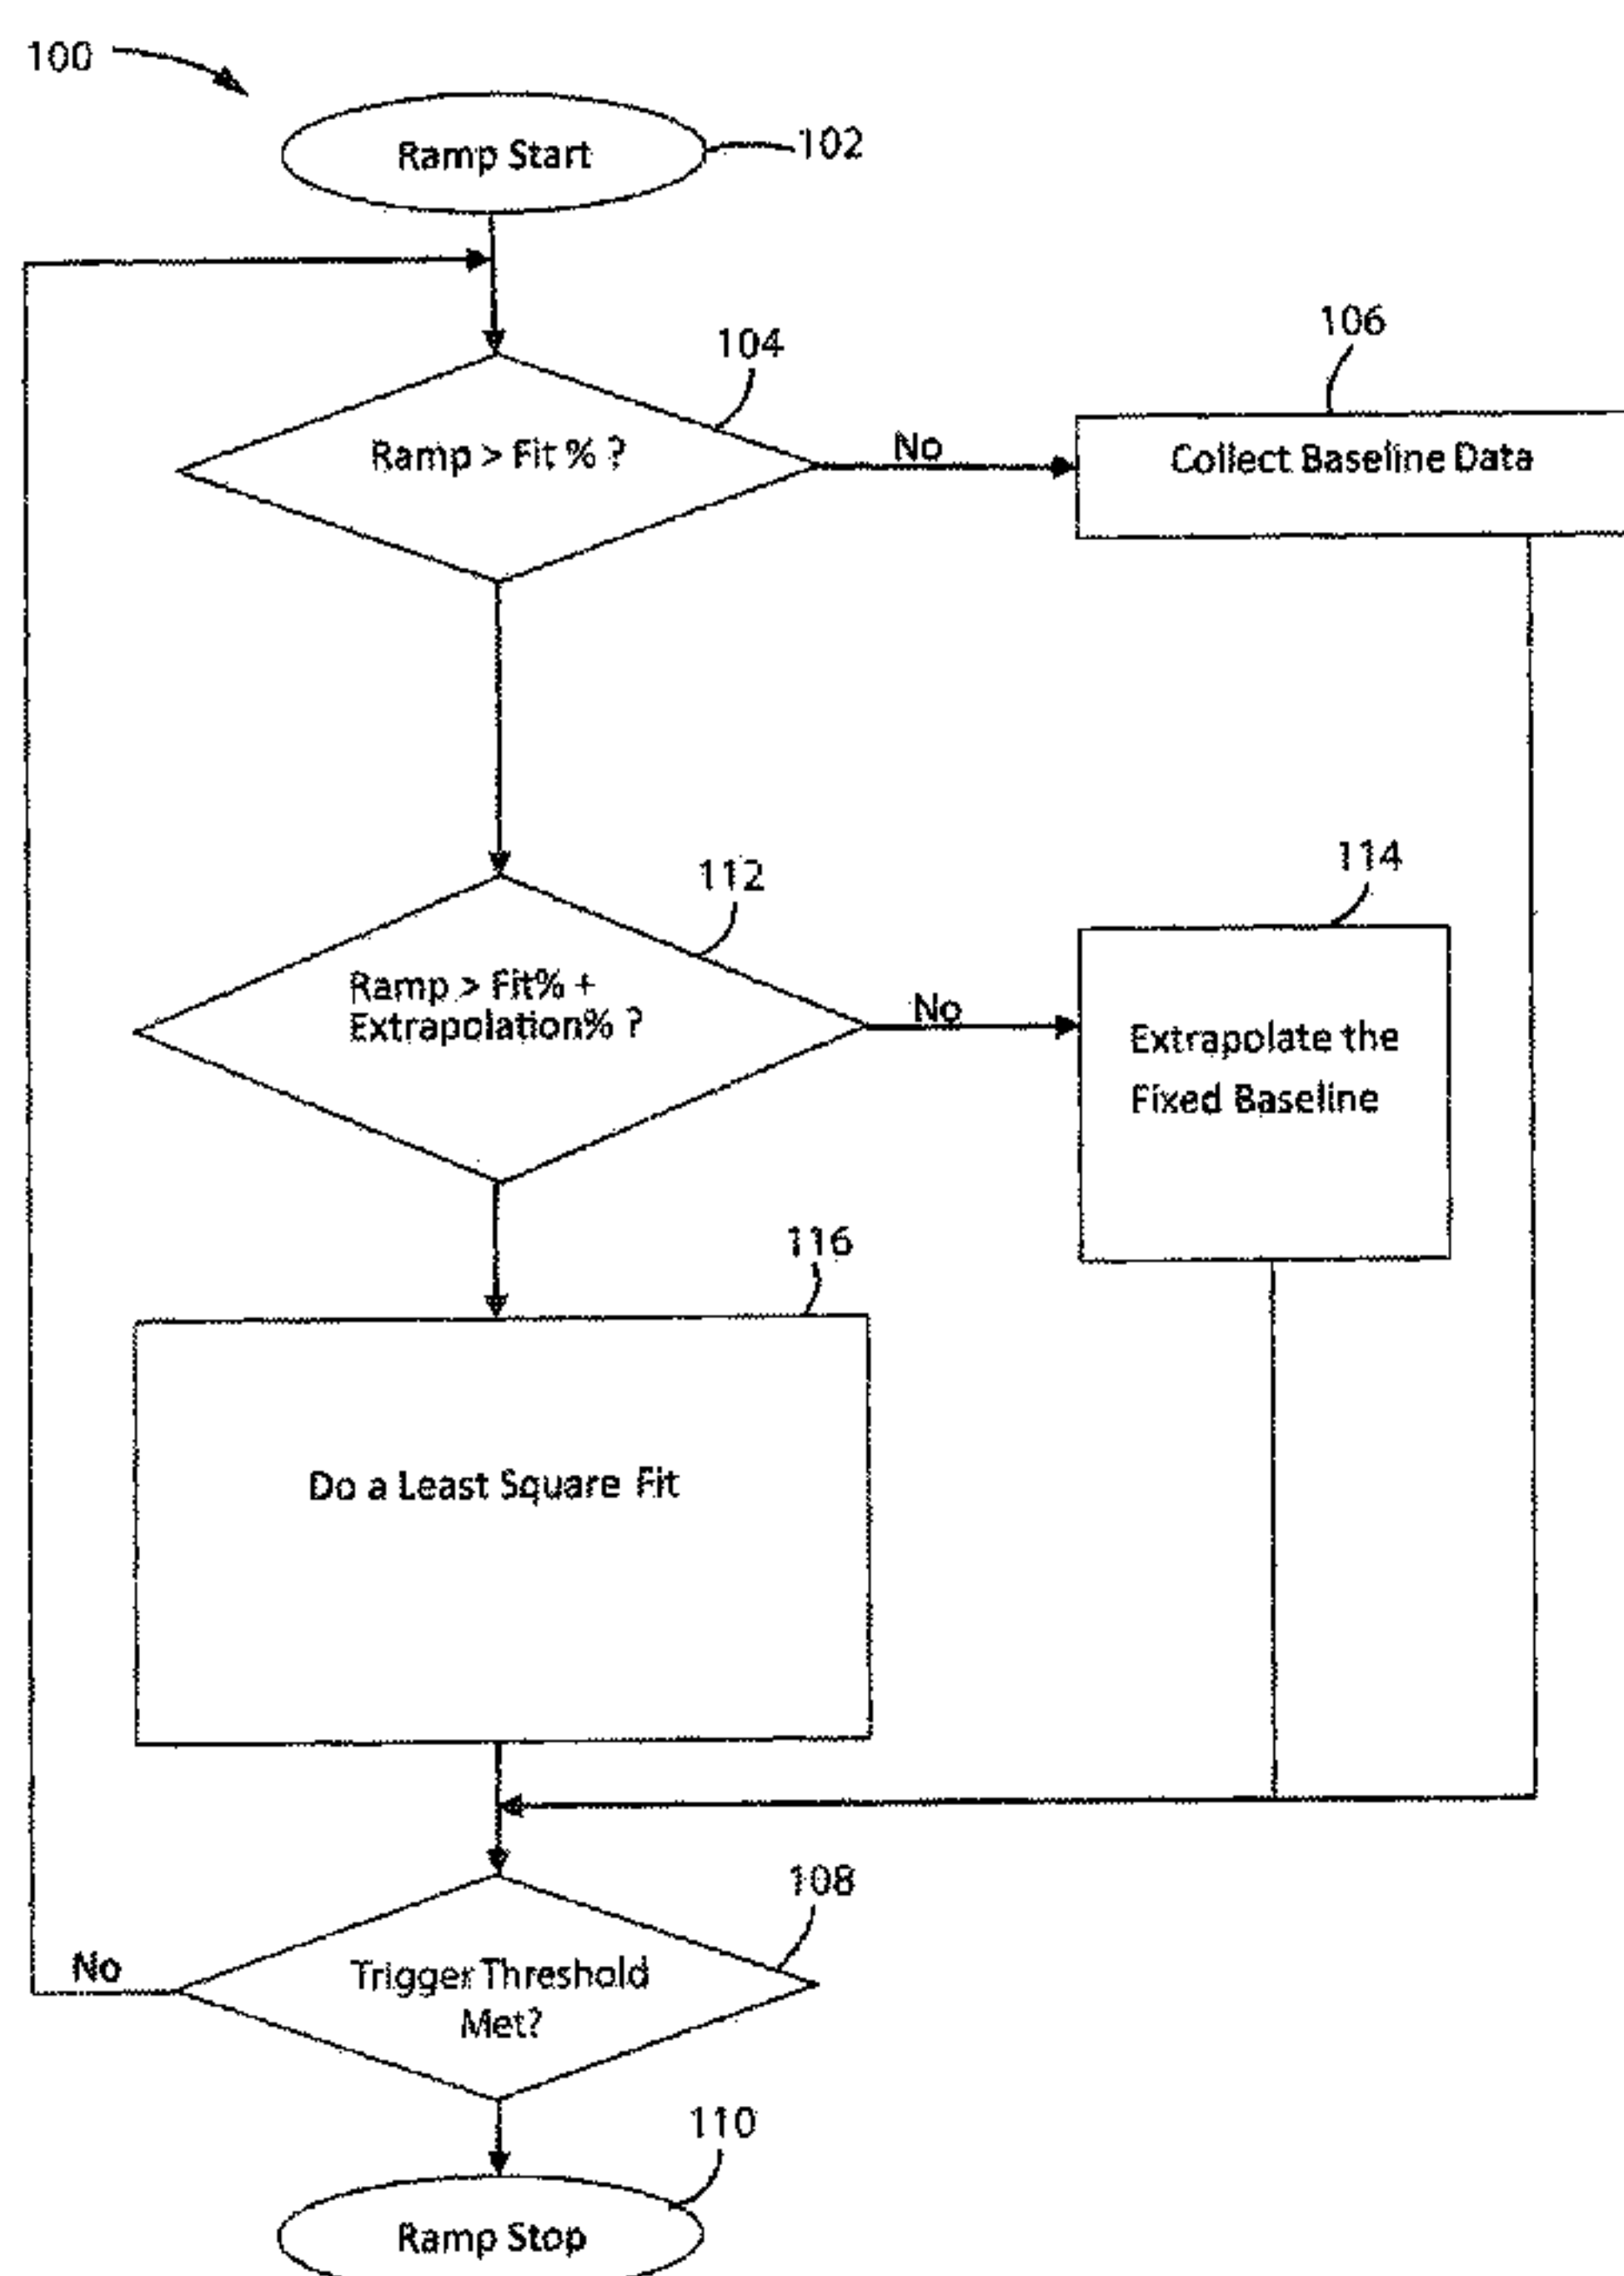 100
Ramp Start
102
104
Ramp > Fit % ?
No
106
Collect Baseline Data
112
Ramp > Fit% +
Extrapolation% ?
No
114
Extrapolate the
Fixed Baseline
116
Do a Least Square Fit
108
Trigger Threshold
Met?
No
110
Ramp Stop